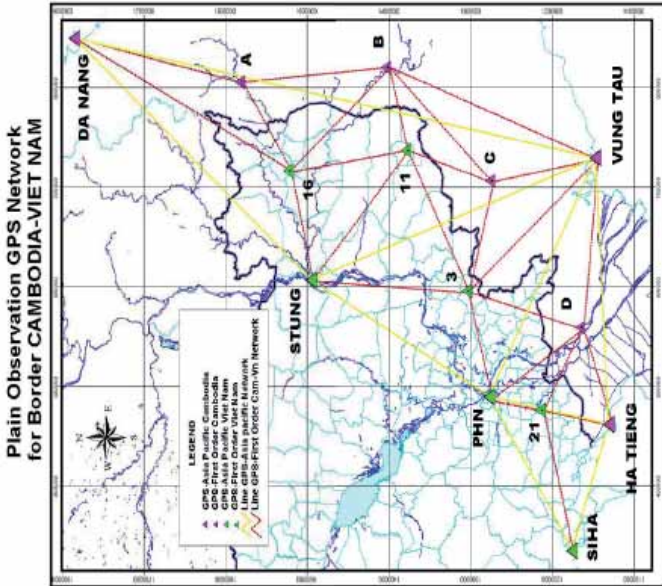 Plain Observation GPS Network
for Border CAMBODIA-VIET NAM
DA NANG
A
B
16
11
C
STUNG
3
VUNG TAU
D
PHN
21
HA TIENG
SIHA
N
E
S
W
LEGEND
GPS-Asia Pacific Cambodia
GPS-First Order Cambodia
GPS-Asia Pacific Viet Nam
GPS-First Order Viet Nam
Line GPS-Asia pacific Network
Line GPS-First Order Cam-Vn Network